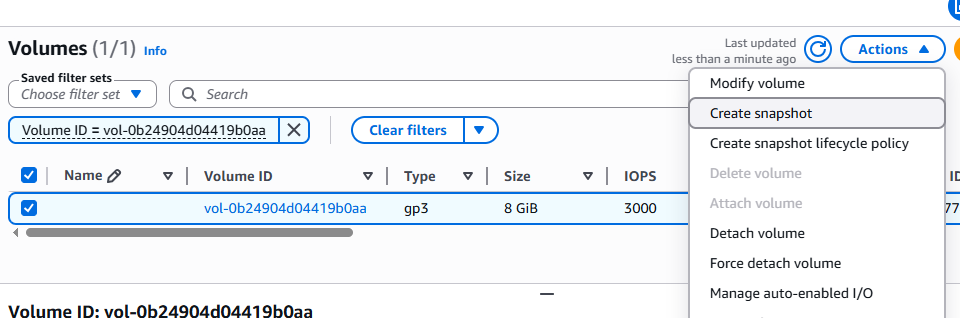 Volumes (1/1) Info
Last updated
less than a minute ago
Actions
Saved filter sets
Choose filter set
Search
Volume ID = vol-0b24904d04419b0aa
Clear filters
Name Volume ID Type Size IOPS
vol-0b24904d04419b0aa gp3 8 GiB 3000
Modify volume
Create snapshot
Create snapshot lifecycle policy
Delete volume
Attach volume
Detach volume
Force detach volume
Manage auto-enabled I/O
ID
77
Volume ID: vol-0b24904d04419b0aa